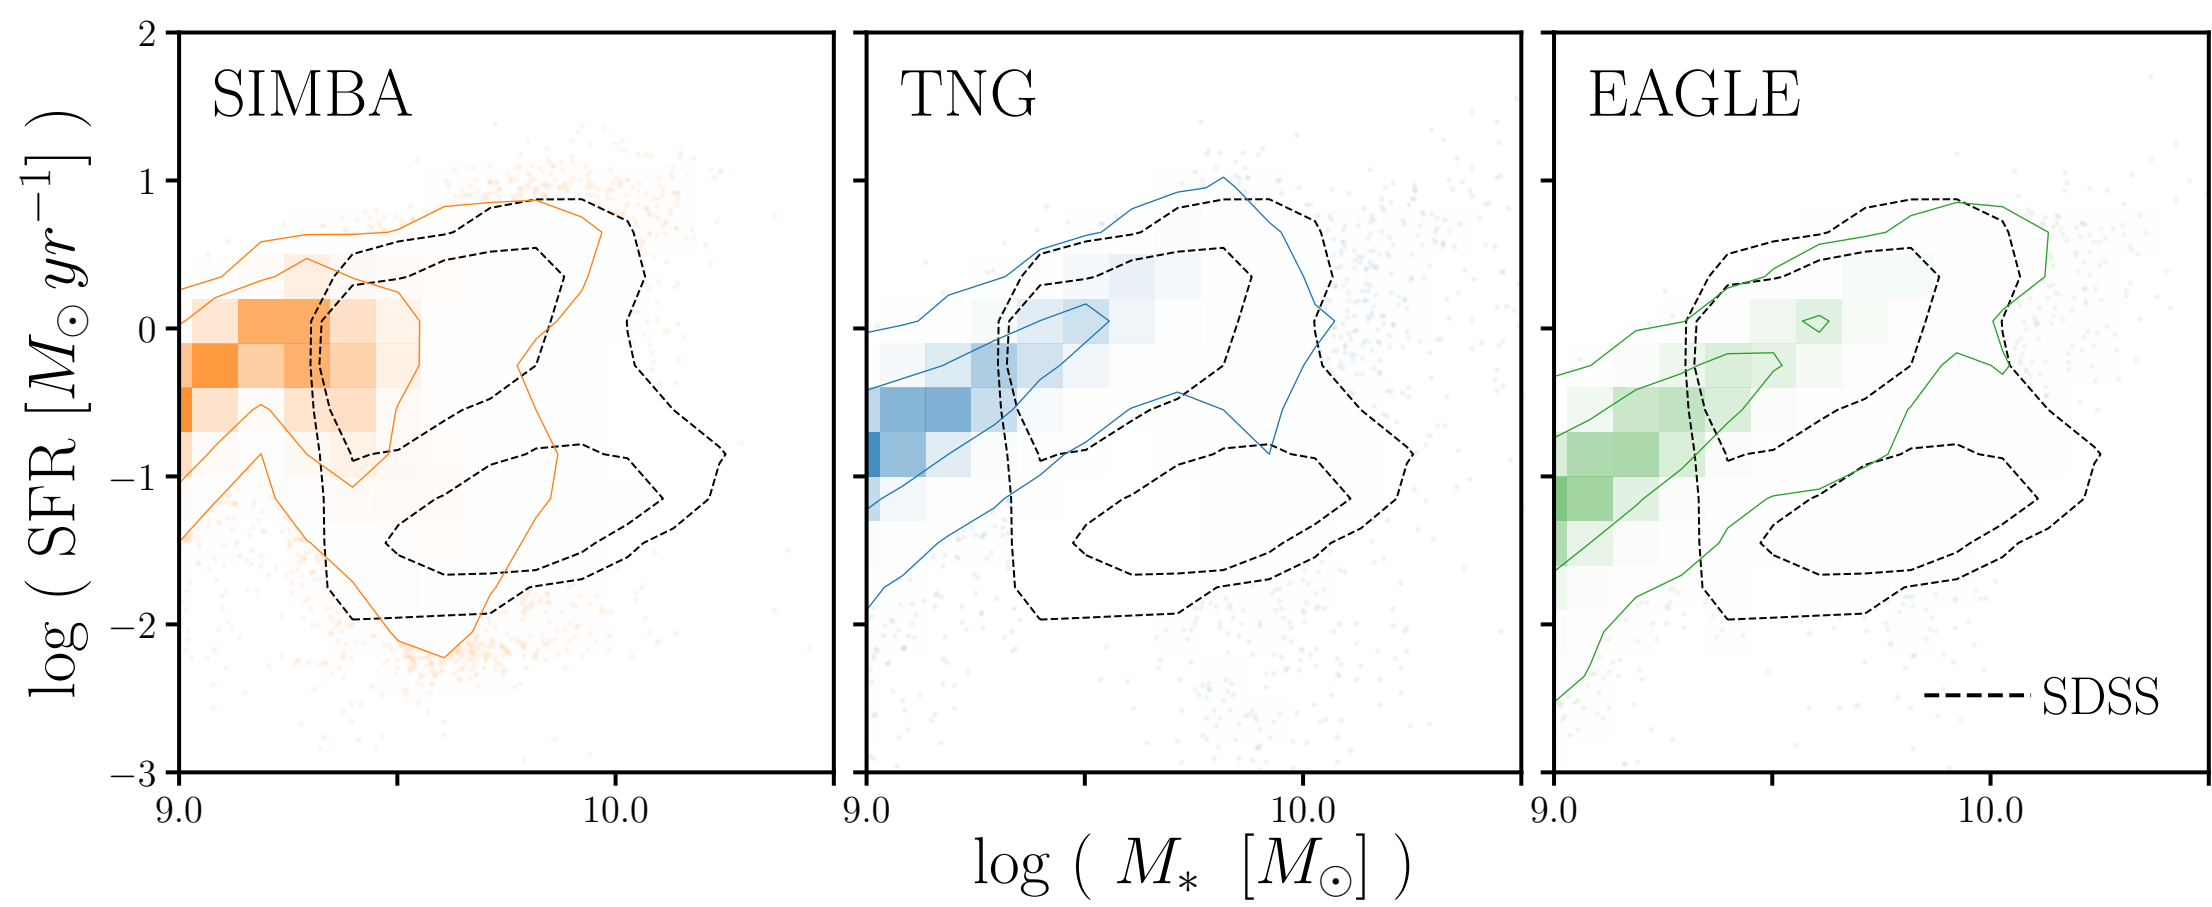 SIMBA
TNG
EAGLE
2
1
0
−1
−2
−3
log ( SFR [M⊙ yr−1] )
SDSS
9.0 10.0 9.0 10.0 9.0 10.0
log ( M* [M⊙] )